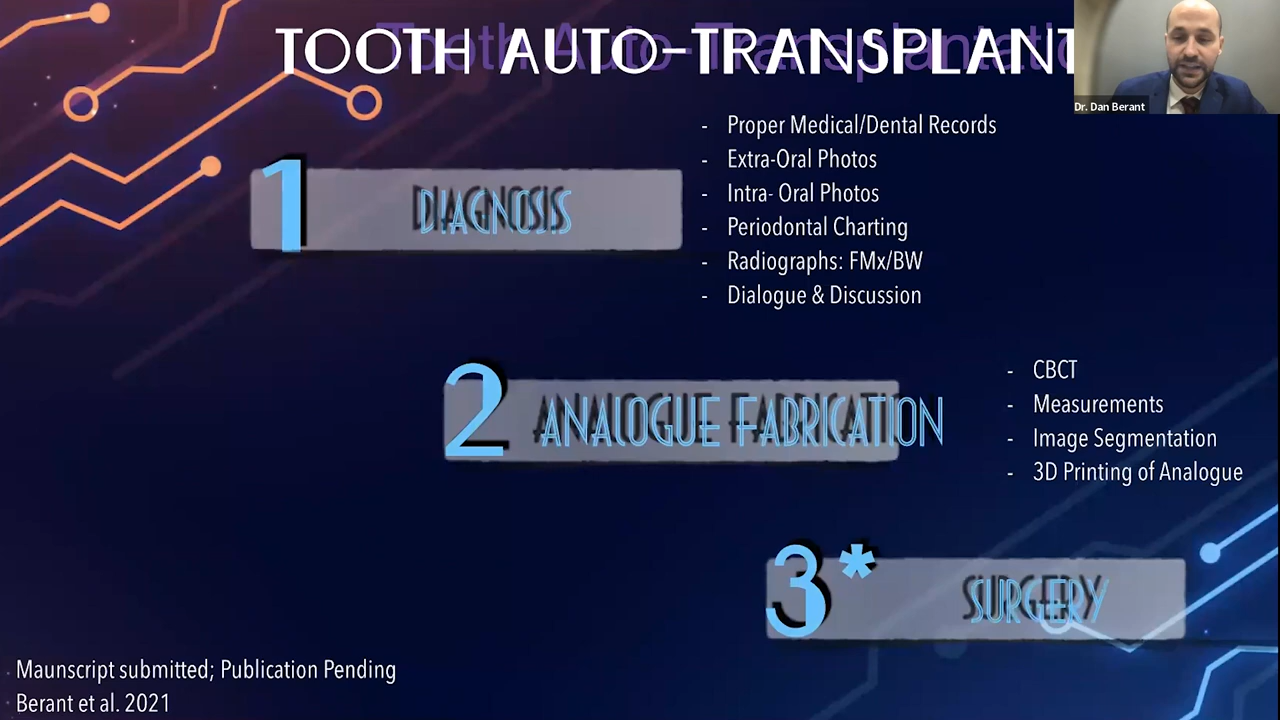 TOOTH AUTO-TRANSPLANT
Dr. Dan Berant
- Proper Medical/Dental Records
- Extra-Oral Photos
- Intra- Oral Photos
- Periodontal Charting
- Radiographs: FMx/BW
- Dialogue & Discussion
1 DIAGNOSIS
2 ANALOGUE FABRICATION
- CBCT
- Measurements
- Image Segmentation
- 3D Printing of Analogue
3* SURGERY
Maunscript submitted; Publication Pending
Berant et al. 2021